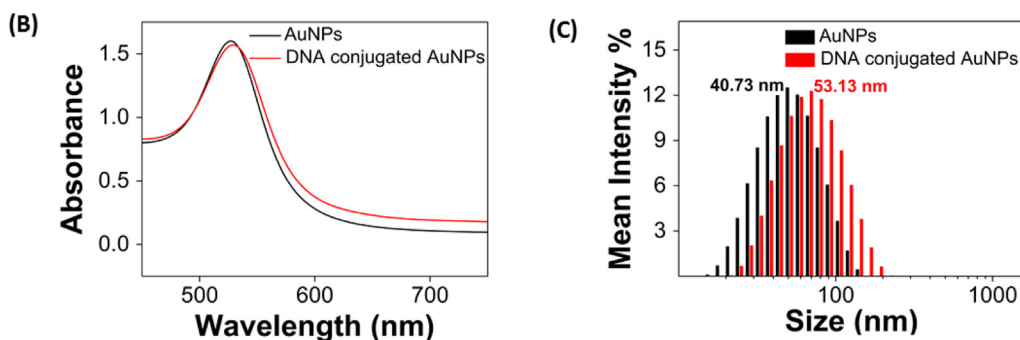 (B)
AuNPs
DNA conjugated AuNPs
Absorbance
1.5
1.0
0.5
0.0
500 600 700
Wavelength (nm)
(C)
AuNPs
DNA conjugated AuNPs
40.73 nm 53.13 nm
Mean Intensity %
15
12
9
6
3
100 1000
Size (nm)